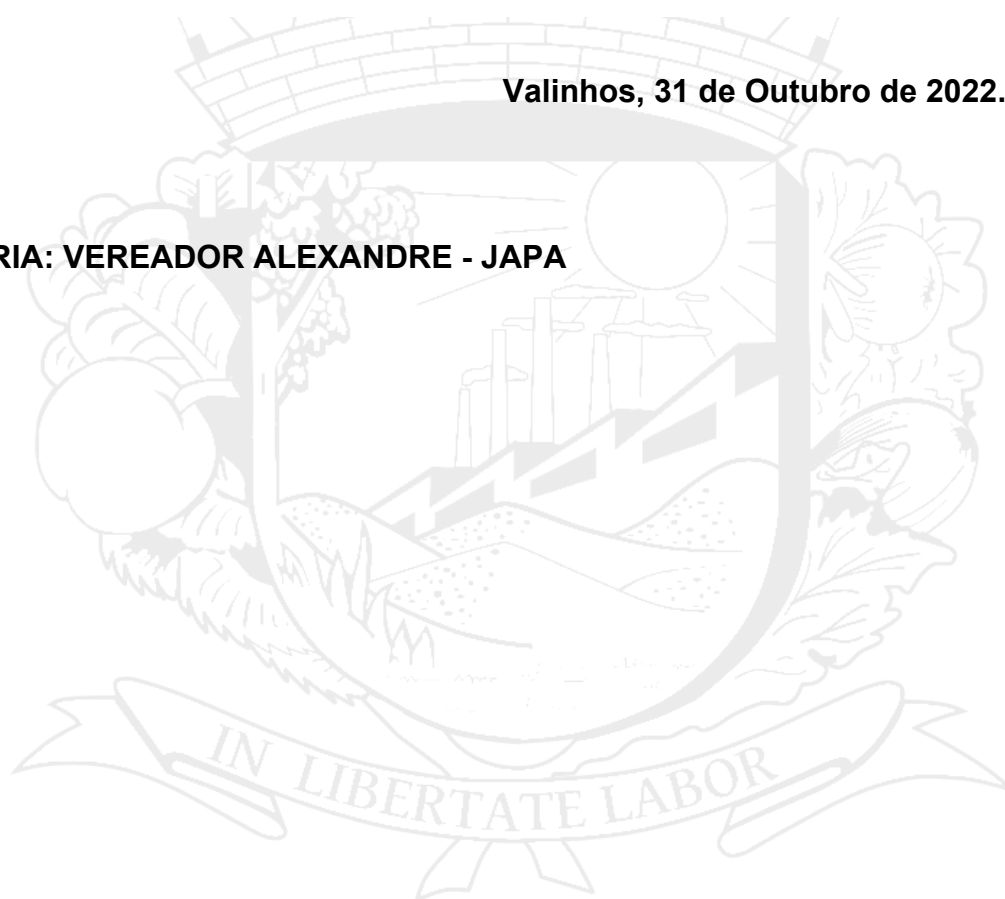 Valinhos, 31 de Outubro de 2022.
RIA: VEREADOR ALEXANDRE - JAPA
IN LIBERTATE LABOR